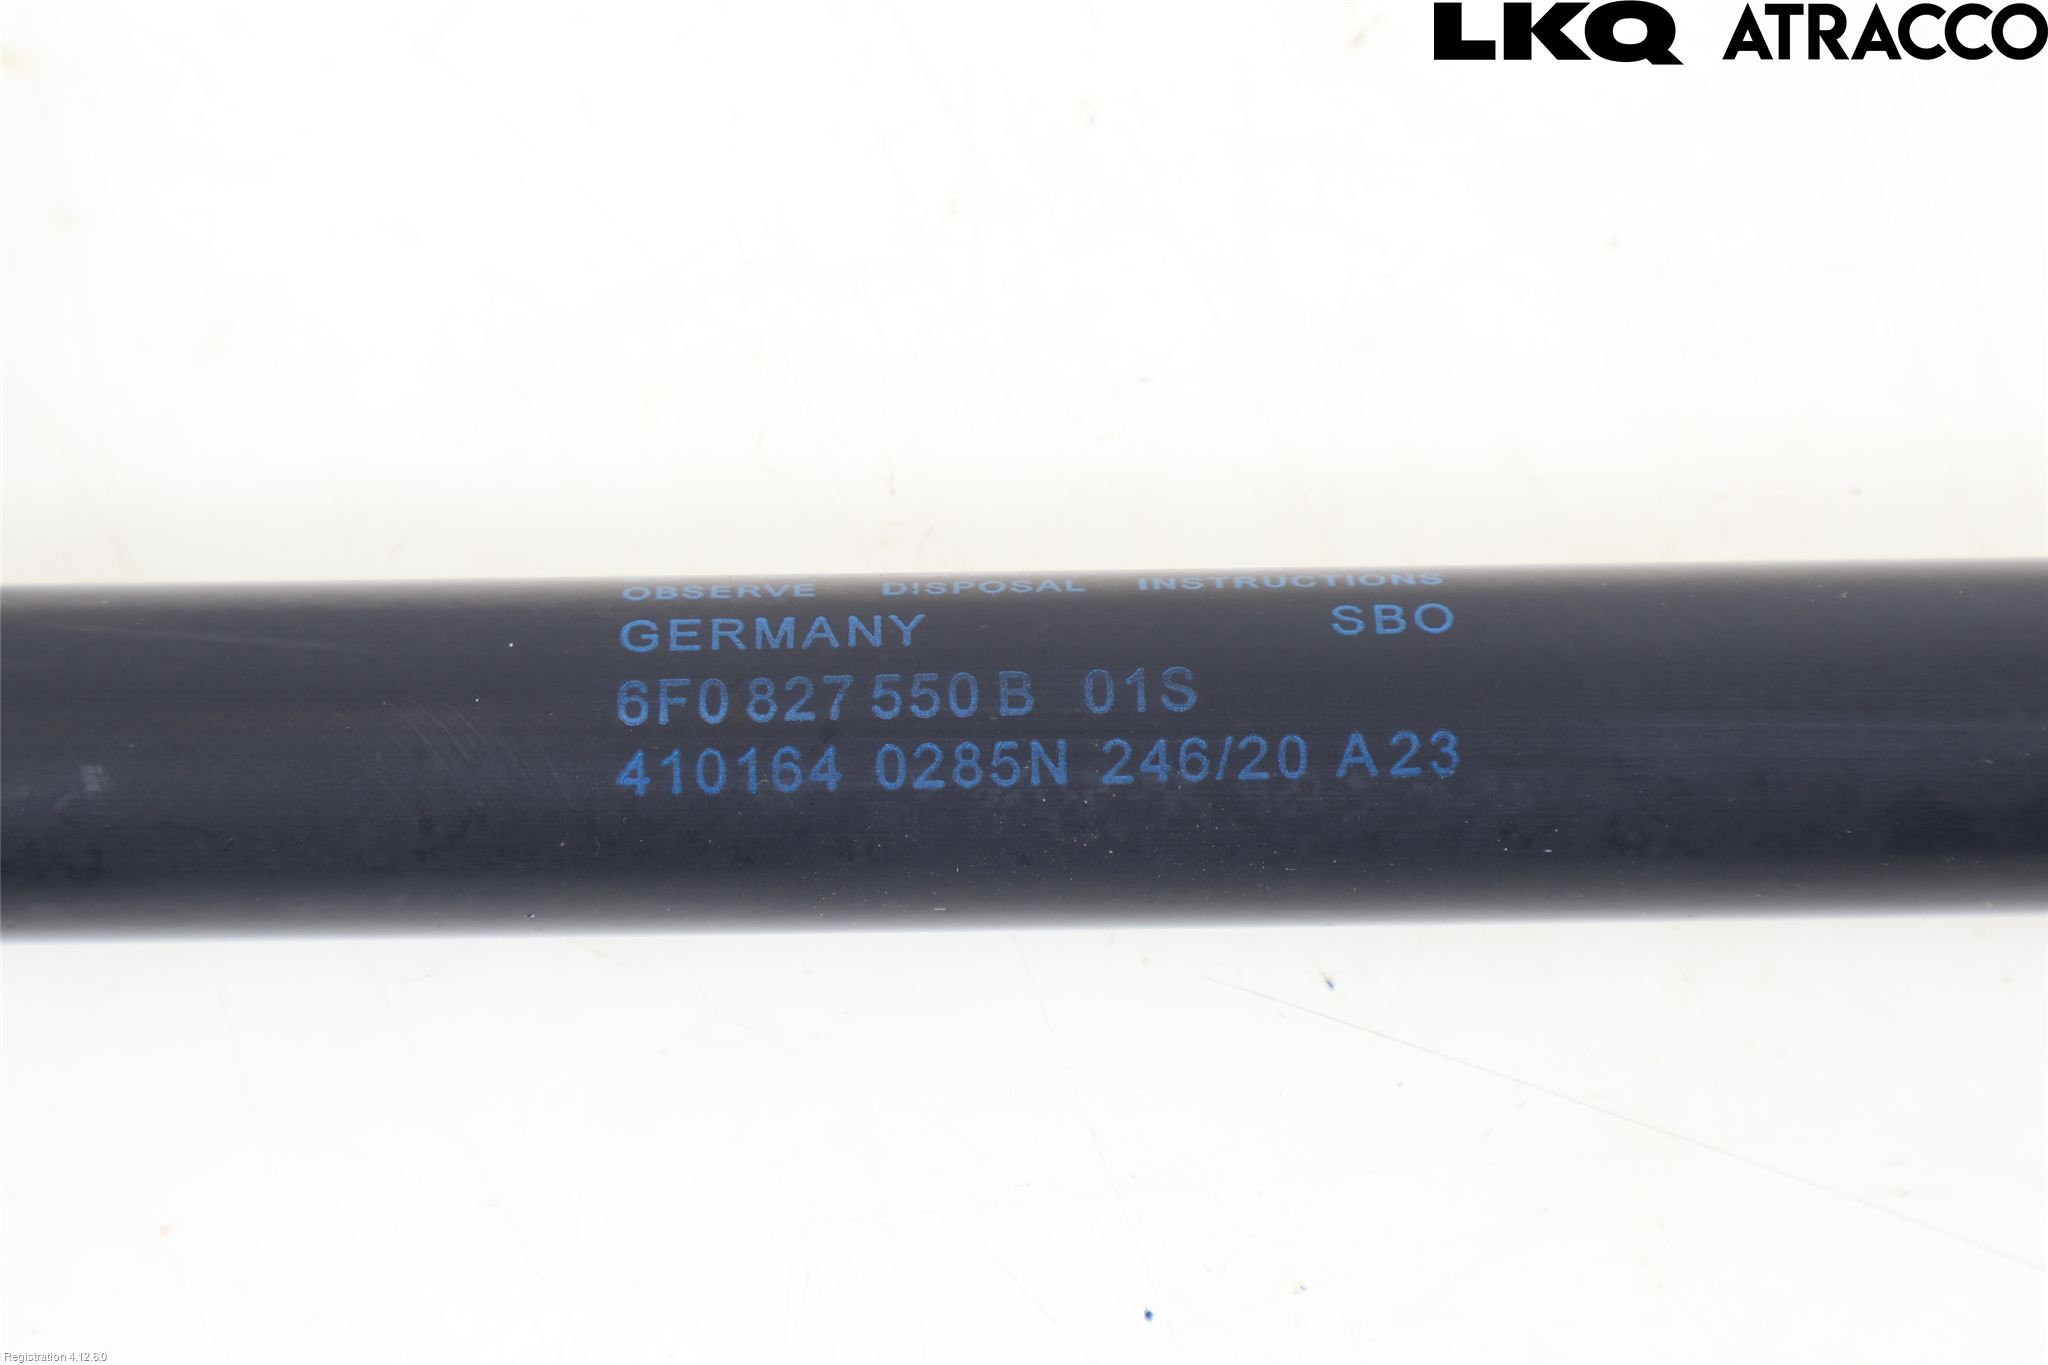 LKQ ATRACCO
OBSERVE DISPOSAL INSTRUCTIONS
GERMANY SBO
6F0 827 550 B 01S
410164 0285N 246/20 A23
Registration 4.12.6.0